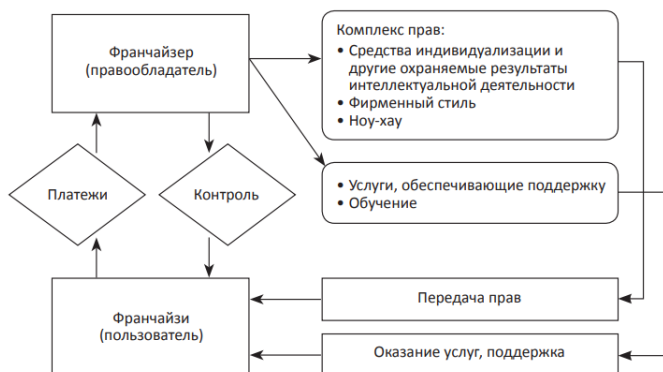 Франчайзер
(правообладатель)
Комплекс прав:
• Средства индивидуализации и
другие охраняемые результаты
интеллектуальной деятельности
• Фирменный стиль
• Ноу-хау
Платежи
Контроль
• Услуги, обеспечивающие поддержку
• Обучение
Франчайзи
(пользователь)
Передача прав
Оказание услуг, поддержка